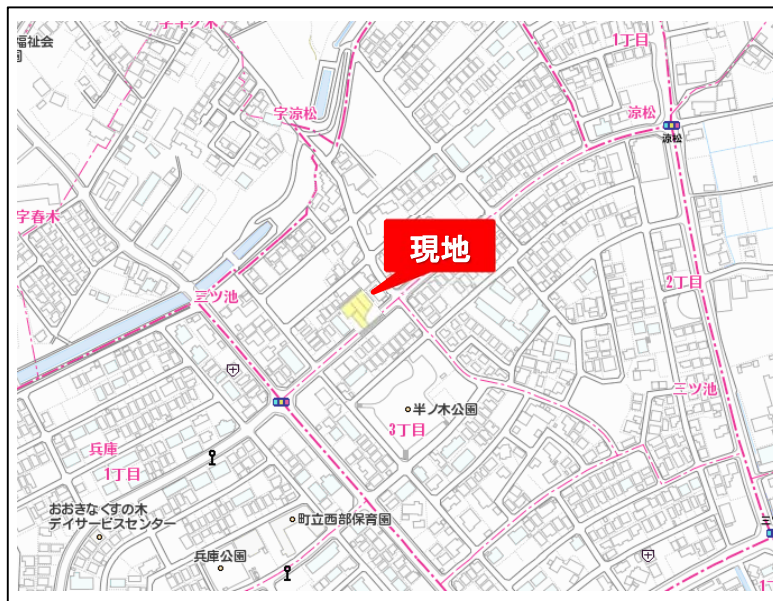 福祉会
1丁目
字涼松
涼松
涼松
現地
字春木
三ツ池
2丁目
半ノ木公園
三ツ池
3丁目
兵庫
1丁目
おおきなくすの木
デイサービスセンター
町立西部保育園
兵庫公園